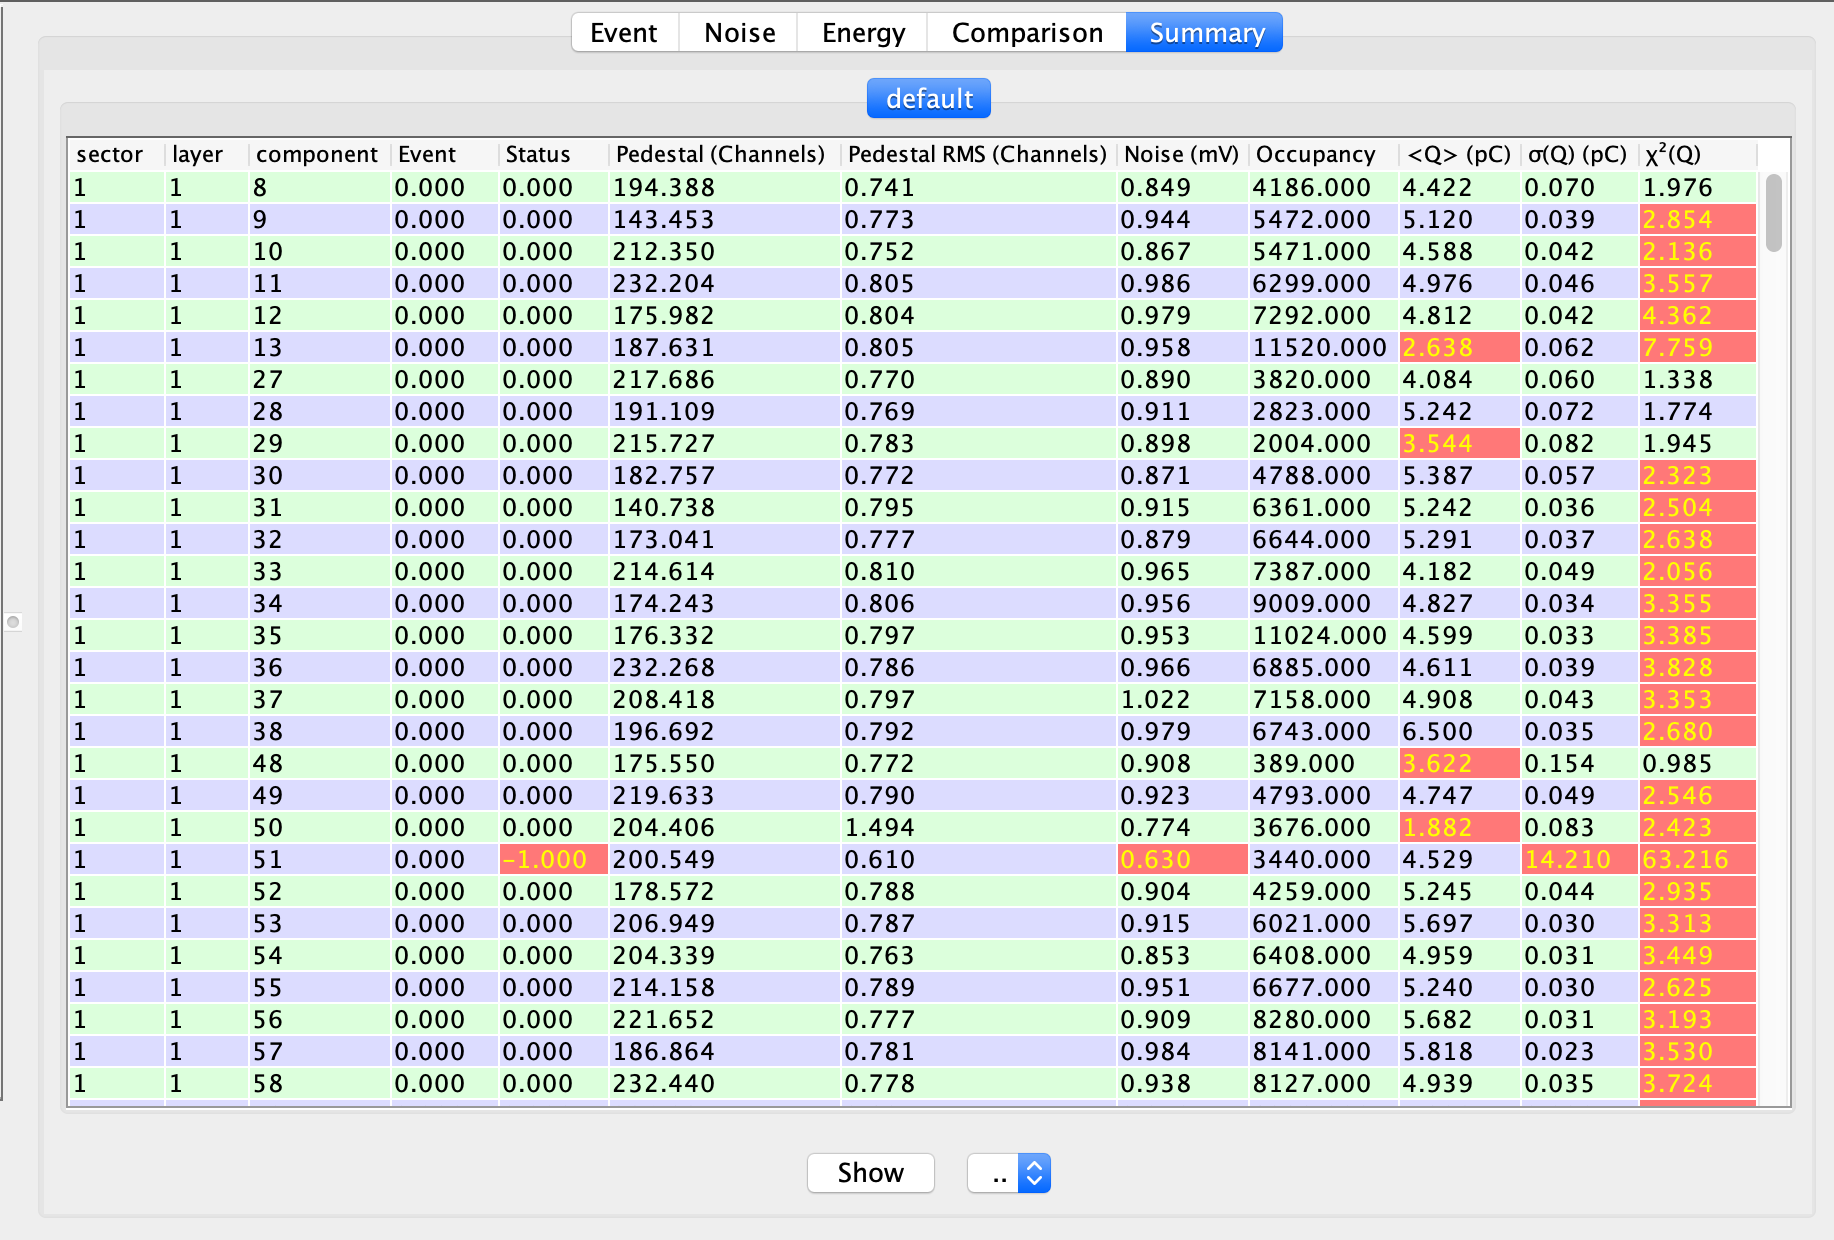 Event Noise Energy Comparison Summary
default
sector layer component Event Status Pedestal (Channels) Pedestal RMS (Channels) Noise (mV) Occupancy <Q> (pC) σ(Q) (pC) χ²(Q)
1 1 8 0.000 0.000 194.388 0.741 0.849 4186.000 4.422 0.070 1.976
1 1 9 0.000 0.000 143.453 0.773 0.944 5472.000 5.120 0.039 2.854
1 1 10 0.000 0.000 212.350 0.752 0.867 5471.000 4.588 0.042 2.136
1 1 11 0.000 0.000 232.204 0.805 0.986 6299.000 4.976 0.046 3.557
1 1 12 0.000 0.000 175.982 0.804 0.979 7292.000 4.812 0.042 4.362
1 1 13 0.000 0.000 187.631 0.805 0.958 11520.000 2.638 0.062 7.759
1 1 27 0.000 0.000 217.686 0.770 0.890 3820.000 4.084 0.060 1.338
1 1 28 0.000 0.000 191.109 0.769 0.911 2823.000 5.242 0.072 1.774
1 1 29 0.000 0.000 215.727 0.783 0.898 2004.000 3.544 0.082 1.945
1 1 30 0.000 0.000 182.757 0.772 0.871 4788.000 5.387 0.057 2.323
1 1 31 0.000 0.000 140.738 0.795 0.915 6361.000 5.242 0.036 2.504
1 1 32 0.000 0.000 173.041 0.777 0.879 6644.000 5.291 0.037 2.638
1 1 33 0.000 0.000 214.614 0.810 0.965 7387.000 4.182 0.049 2.056
1 1 34 0.000 0.000 174.243 0.806 0.956 9009.000 4.827 0.034 3.355
1 1 35 0.000 0.000 176.332 0.797 0.953 11024.000 4.599 0.033 3.385
1 1 36 0.000 0.000 232.268 0.786 0.966 6885.000 4.611 0.039 3.828
1 1 37 0.000 0.000 208.418 0.797 1.022 7158.000 4.908 0.043 3.353
1 1 38 0.000 0.000 196.692 0.792 0.979 6743.000 6.500 0.035 2.680
1 1 48 0.000 0.000 175.550 0.772 0.908 389.000 3.622 0.154 0.985
1 1 49 0.000 0.000 219.633 0.790 0.923 4793.000 4.747 0.049 2.546
1 1 50 0.000 0.000 204.406 1.494 0.774 3676.000 1.882 0.083 2.423
1 1 51 0.000 -1.000 200.549 0.610 0.630 3440.000 4.529 14.210 63.216
1 1 52 0.000 0.000 178.572 0.788 0.904 4259.000 5.245 0.044 2.935
1 1 53 0.000 0.000 206.949 0.787 0.915 6021.000 5.697 0.030 3.313
1 1 54 0.000 0.000 204.339 0.763 0.853 6408.000 4.959 0.031 3.449
1 1 55 0.000 0.000 214.158 0.789 0.951 6677.000 5.240 0.030 2.625
1 1 56 0.000 0.000 221.652 0.777 0.909 8280.000 5.682 0.031 3.193
1 1 57 0.000 0.000 186.864 0.781 0.984 8141.000 5.818 0.023 3.530
1 1 58 0.000 0.000 232.440 0.778 0.938 8127.000 4.939 0.035 3.724
Show ..